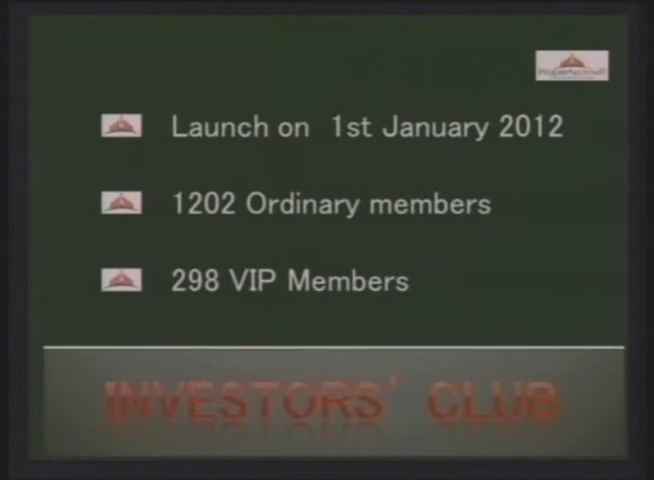 Launch on 1st January 2012
1202 Ordinary members
298 VIP Members
INVESTORS' CLUB